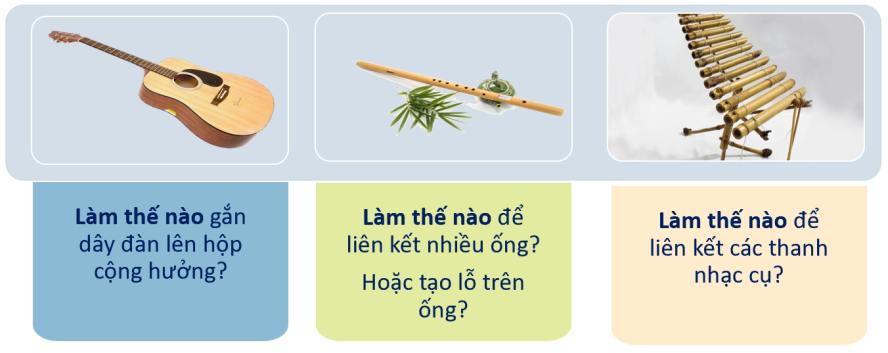 Làm thế nào gắn
dây đàn lên hộp
cộng hưởng?
Làm thế nào để
liên kết nhiều ống?
Hoặc tạo lỗ trên
ống?
Làm thế nào để
liên kết các thanh
nhạc cụ?